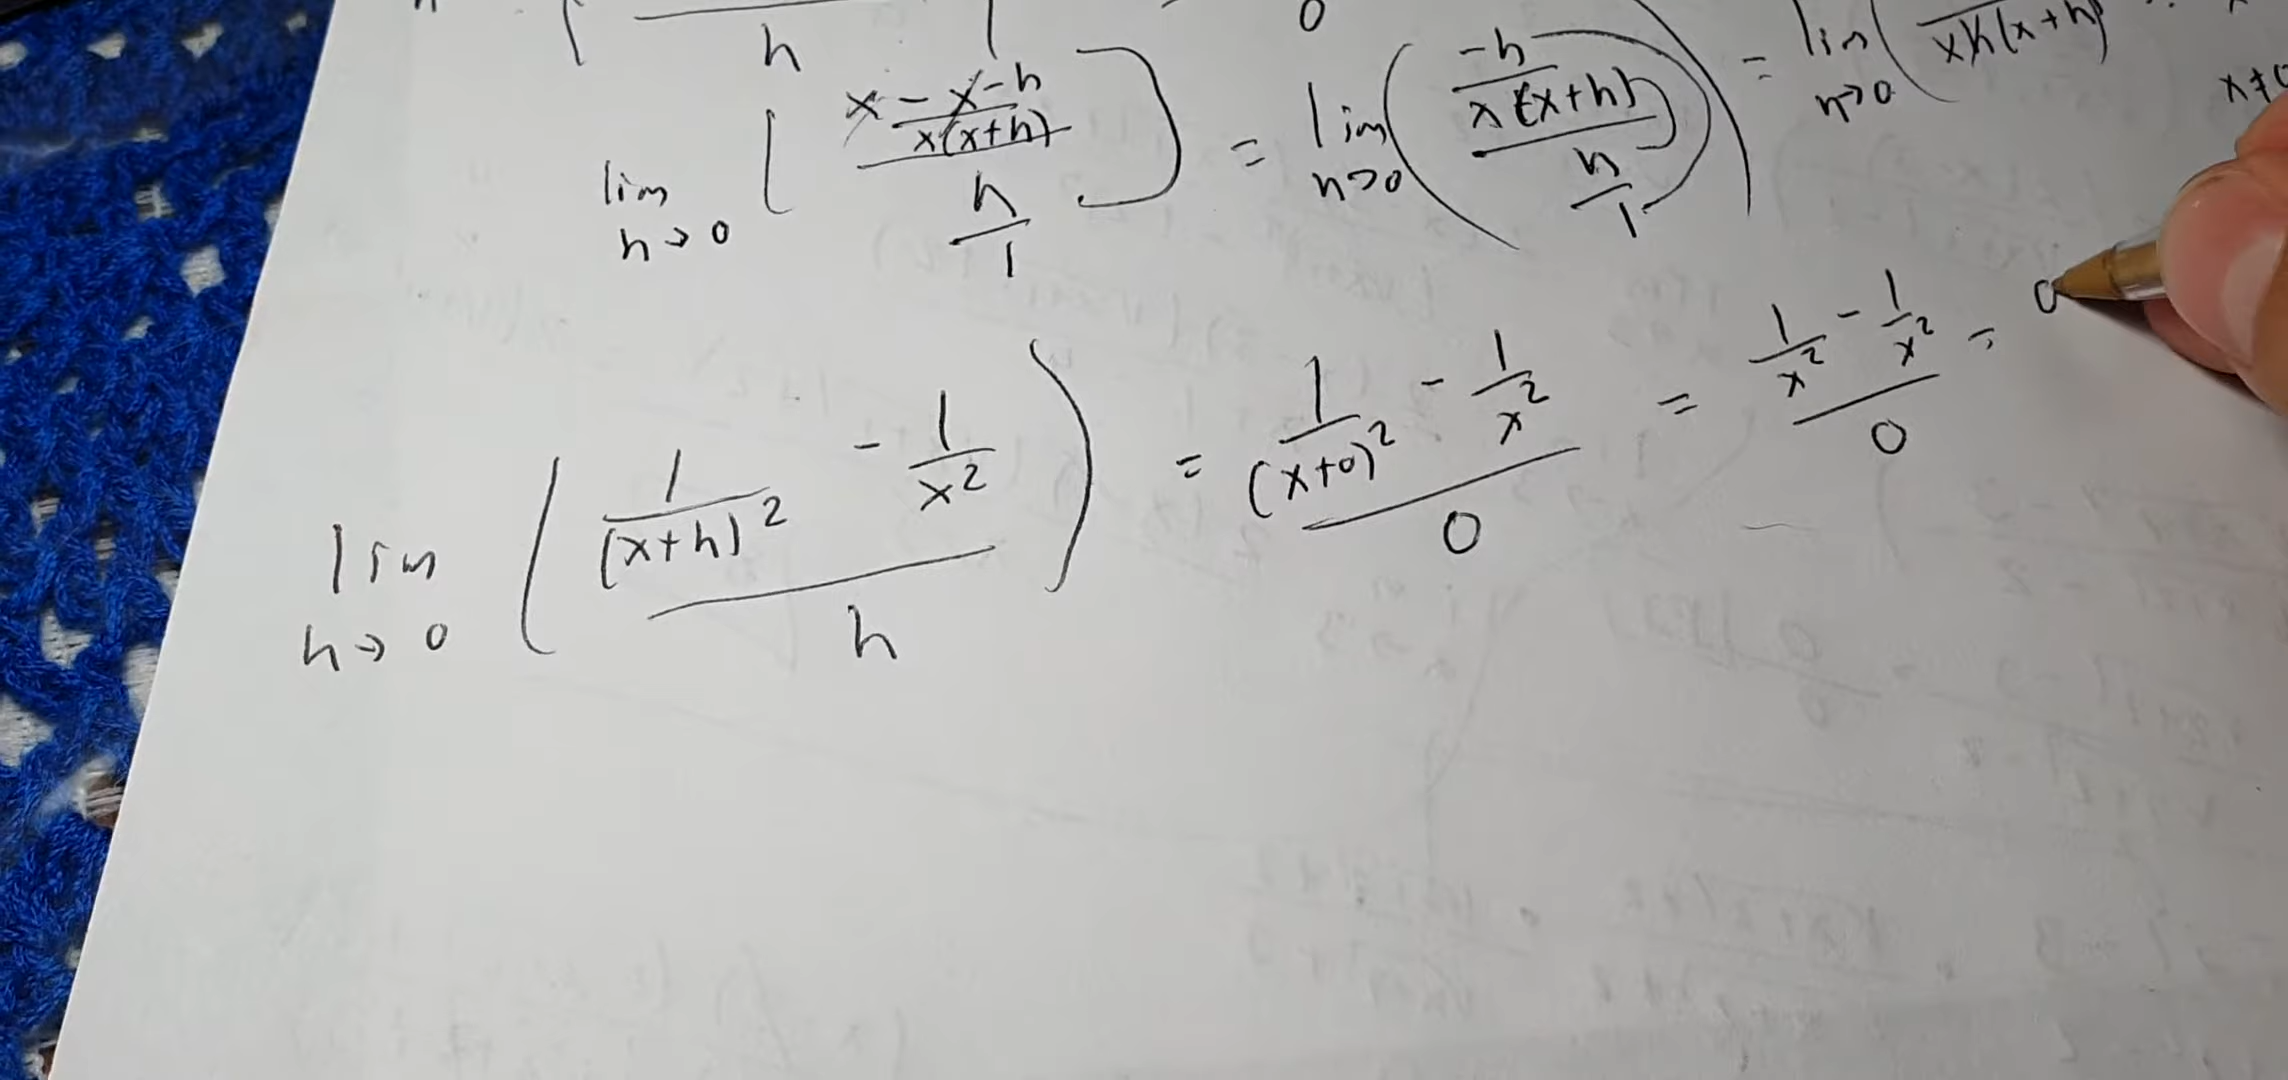 h 0
lim h→0 [ (x - x - h / x(x+h)) / (h/1) ] = lim h→0 ( (-h / x(x+h)) / (h/1) ) = lim h→0 ( / xh(x+h)) x≠0
lim h→0 ( (1/(x+h)² - 1/x²) / h ) = (1/(x+0)² - 1/x²) / 0 = (1/x² - 1/x²) / 0 = 0